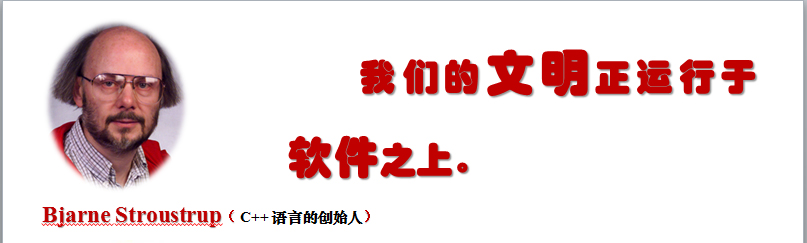 我们的文明正运行于
软件之上。
Bjarne Stroustrup（ C++ 语言的创始人）